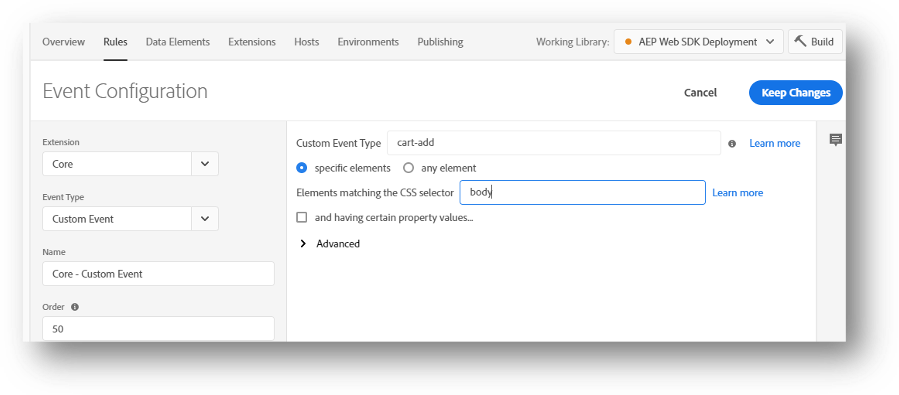 Overview Rules Data Elements Extensions Hosts Environments Publishing Working Library: AEP Web SDK Deployment Build
Event Configuration Cancel Keep Changes
Extension
Core
Event Type
Custom Event
Name
Core - Custom Event
Order
50
Custom Event Type cart-add Learn more
specific elements any element
Elements matching the CSS selector body Learn more
and having certain property values...
Advanced